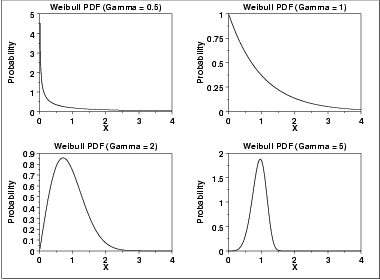 Weibull PDF (Gamma = 0.5)
Probability
5
4
3
2
1
0
0 1 2 3 4
X
Weibull PDF (Gamma = 1)
Probability
1
0.75
0.5
0.25
0
0 1 2 3 4
X
Weibull PDF (Gamma = 2)
Probability
0.9
0.8
0.7
0.6
0.5
0.4
0.3
0.2
0.1
0
0 1 2 3 4
X
Weibull PDF (Gamma = 5)
Probability
2
1.5
1
0.5
0
0 1 2 3 4
X